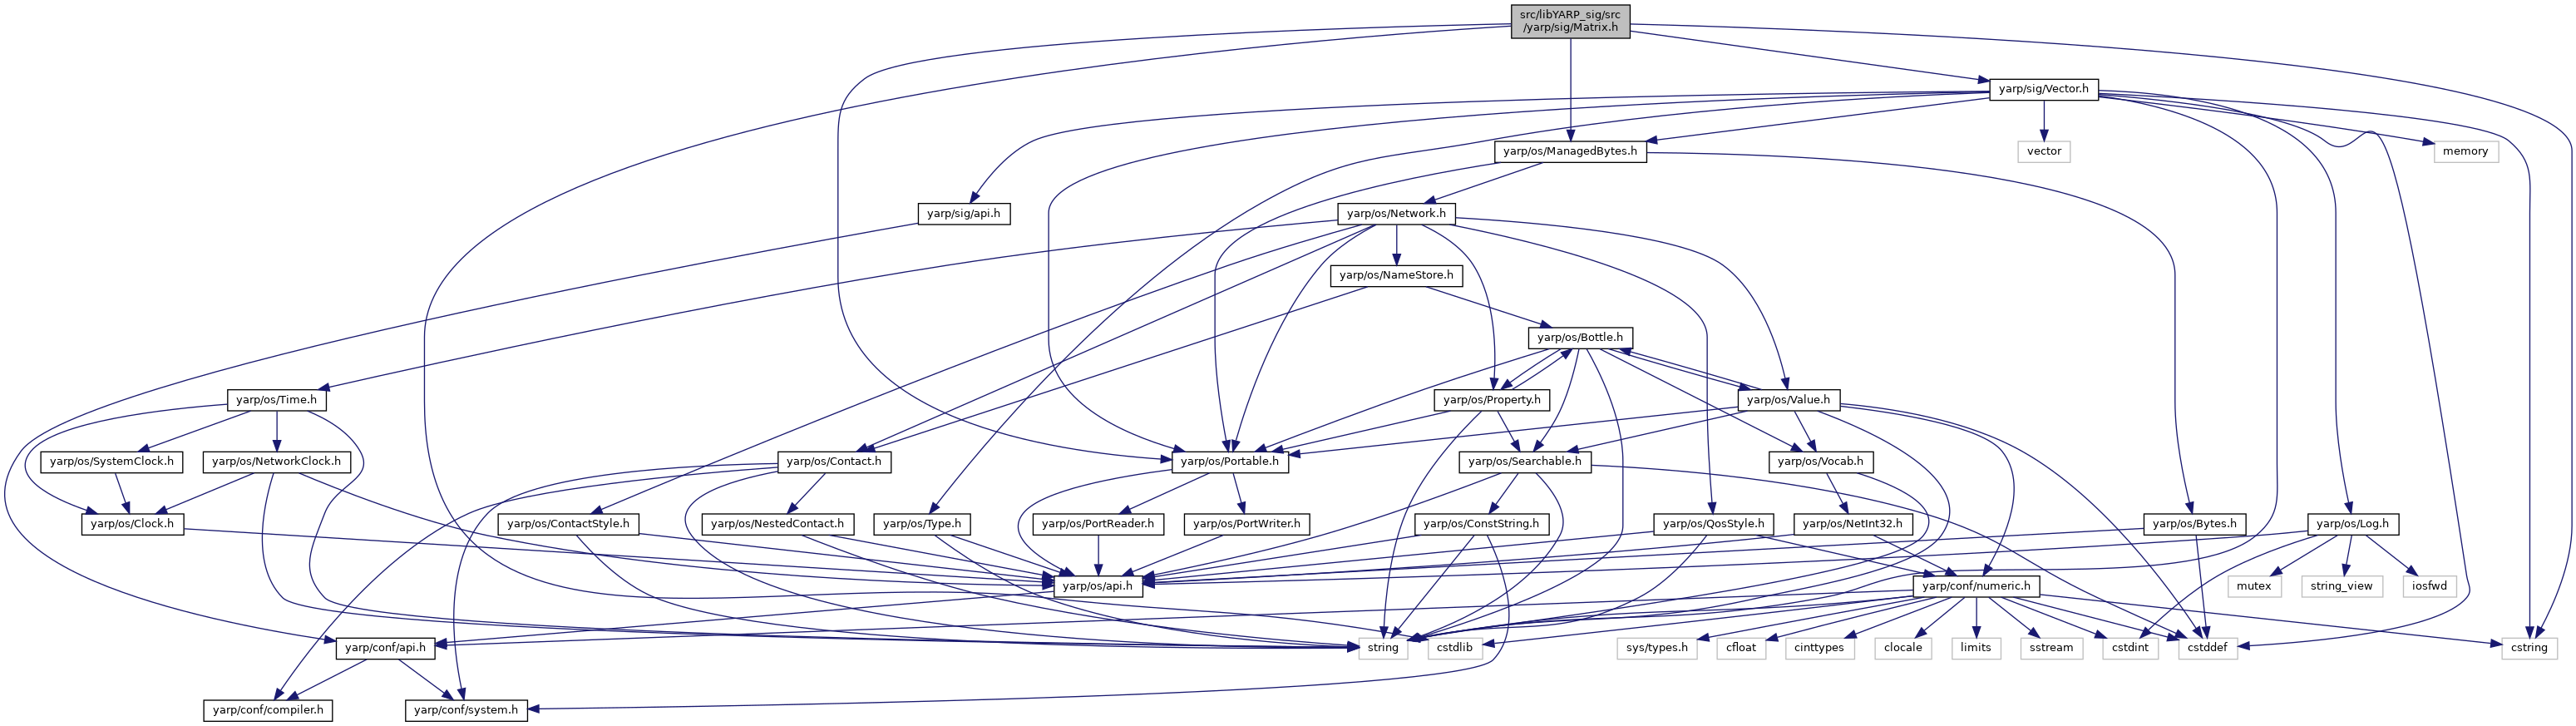 src/libYARP_sig/src
/yarp/sig/Matrix.h
yarp/sig/Vector.h
yarp/os/ManagedBytes.h
vector
memory
yarp/sig/api.h
yarp/os/Network.h
yarp/os/NameStore.h
yarp/os/Bottle.h
yarp/os/Time.h
yarp/os/Property.h
yarp/os/Value.h
yarp/os/SystemClock.h
yarp/os/NetworkClock.h
yarp/os/Contact.h
yarp/os/Portable.h
yarp/os/Searchable.h
yarp/os/Vocab.h
yarp/os/Clock.h
yarp/os/ContactStyle.h
yarp/os/NestedContact.h
yarp/os/Type.h
yarp/os/PortReader.h
yarp/os/PortWriter.h
yarp/os/ConstString.h
yarp/os/QosStyle.h
yarp/os/NetInt32.h
yarp/os/Bytes.h
yarp/os/Log.h
yarp/os/api.h
yarp/conf/numeric.h
mutex
string_view
iosfwd
yarp/conf/api.h
string
cstdlib
sys/types.h
cfloat
cinttypes
clocale
limits
sstream
cstdint
cstddef
cstring
yarp/conf/compiler.h
yarp/conf/system.h